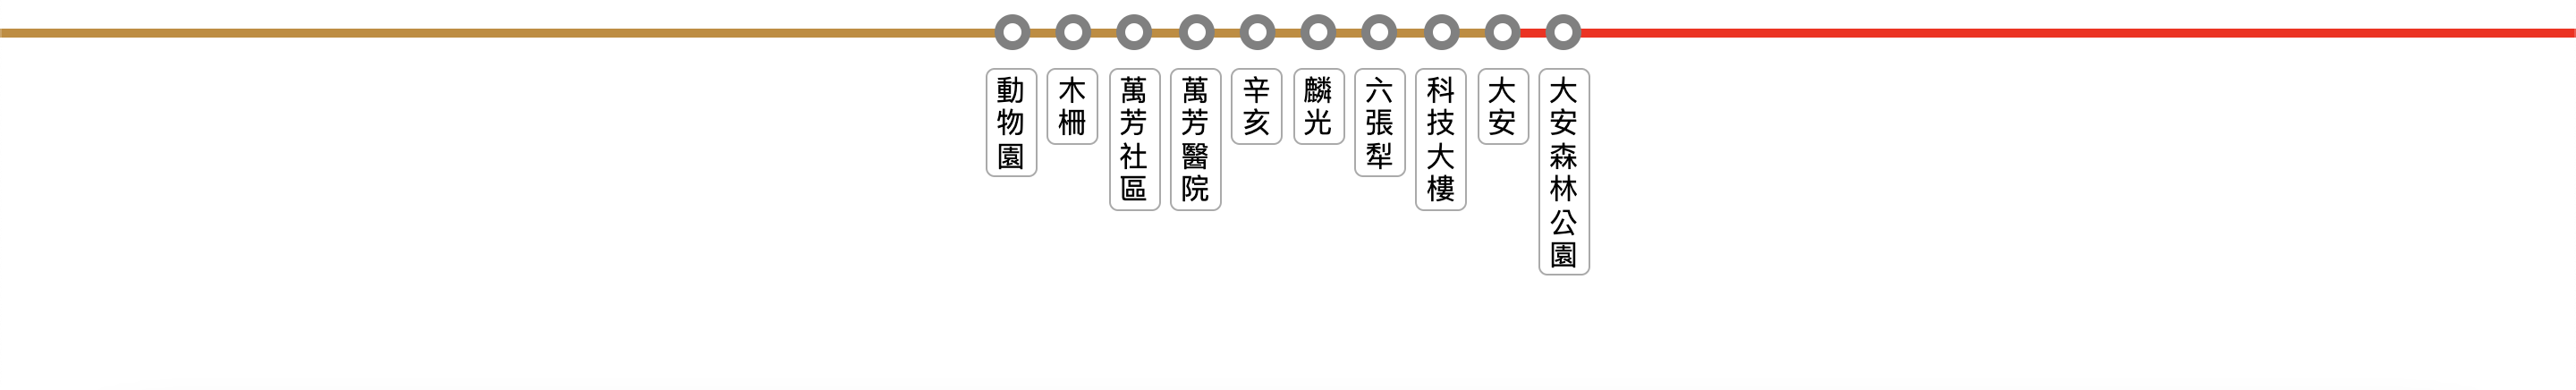 動物園
木柵
萬芳社區
萬芳醫院
辛亥
麟光
六張犁
科技大樓
大安
大安森林公園